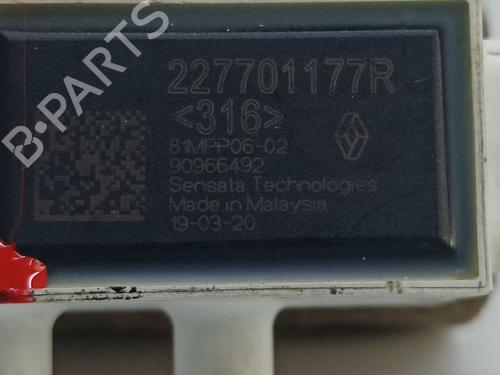 B-PARTS
227701177R
<316>
81MPP06-02
90966492
Sensata Technologies
Made in Malaysia
19-03-20